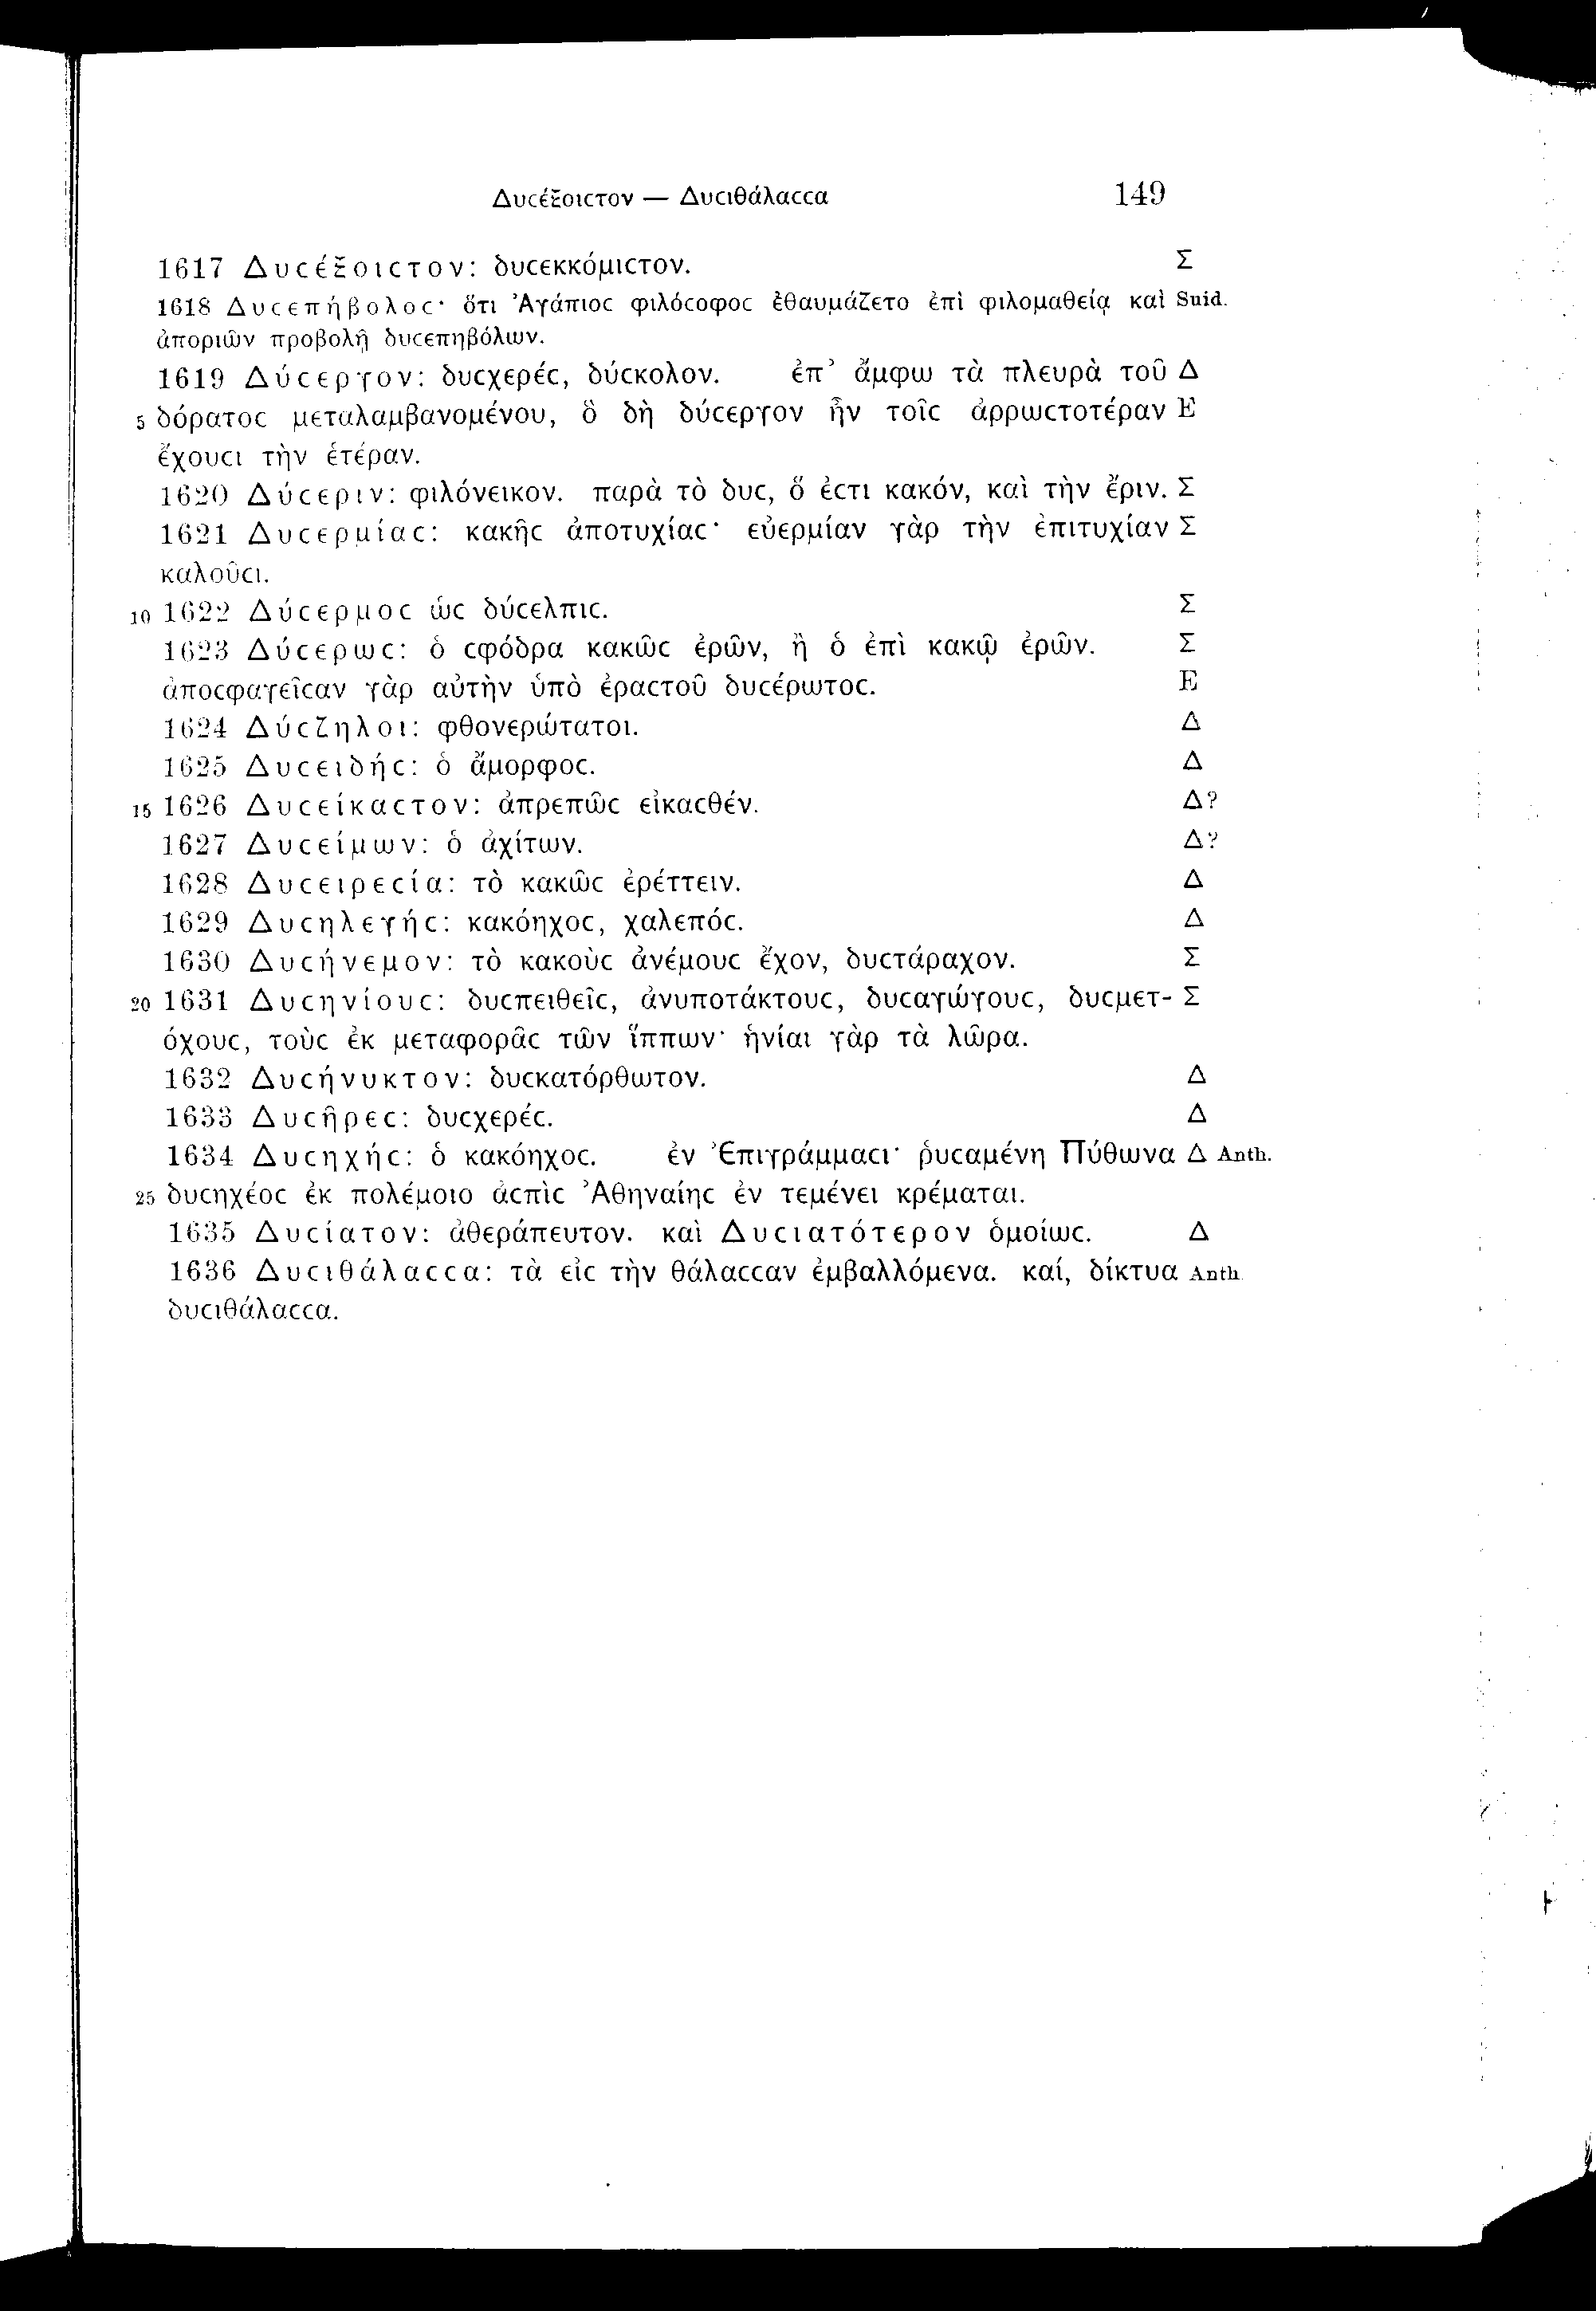 Δυϲέξοιϲτον — Δυϲιθάλαϲϲα 149
1617 Δυϲέξοιϲτον: δυϲεκκόμιϲτον. Σ
1618 Δυϲεπήβολοϲ· ὅτι Ἀγάπιοϲ φιλόϲοφοϲ ἐθαυμάζετο ἐπὶ φιλομαθείᾳ καὶ Suid.
ἀποριῶν προβολῇ δυϲεπηβόλων.
1619 Δύϲεργον: δυϲχερέϲ, δύϲκολον. ἐπ’ ἄμφω τὰ πλευρὰ τοῦ Δ
5 δόρατοϲ μεταλαμβανομένου, ὃ δὴ δύϲεργον ἦν τοῖϲ ἀρρωϲτοτέραν E
ἔχουϲι τὴν ἑτέραν.
1620 Δύϲεριν: φιλόνεικον. παρὰ τὸ δυϲ, ὅ ἐϲτι κακόν, καὶ τὴν ἔριν. Σ
1621 Δυϲερμίαϲ: κακῆϲ ἀποτυχίαϲ· εὐερμίαν γὰρ τὴν ἐπιτυχίαν Σ
καλοῦϲι.
10 1622 Δύϲερμοϲ ὡϲ δύϲελπιϲ. Σ
1623 Δύϲερωϲ: ὁ ϲφόδρα κακῶϲ ἐρῶν, ἢ ὁ ἐπὶ κακῷ ἐρῶν. Σ
ἀποϲφαγεῖϲαν γὰρ αὐτὴν ὑπὸ ἐραϲτοῦ δυϲέρωτοϲ. E
1624 Δύϲζηλοι: φθονερώτατοι. Δ
1625 Δυϲειδήϲ: ὁ ἄμορφοϲ. Δ
15 1626 Δυϲείκαϲτον: ἀπρεπῶϲ εἰκαϲθέν. Δ?
1627 Δυϲείμων: ὁ ἀχίτων. Δ?
1628 Δυϲειρεϲία: τὸ κακῶϲ ἐρέττειν. Δ
1629 Δυϲηλεγήϲ: κακόηχοϲ, χαλεπόϲ. Δ
1630 Δυϲήνεμον: τὸ κακοὺϲ ἀνέμουϲ ἔχον, δυϲτάραχον. Σ
20 1631 Δυϲηνίουϲ: δυϲπειθεῖϲ, ἀνυποτάκτουϲ, δυϲαγώγουϲ, δυϲμετ- Σ
όχουϲ, τοὺϲ ἐκ μεταφορᾶϲ τῶν ἵππων· ἡνίαι γὰρ τὰ λῶρα.
1632 Δυϲήνυκτον: δυϲκατόρθωτον. Δ
1633 Δυϲῆρεϲ: δυϲχερέϲ. Δ
1634 Δυϲηχήϲ: ὁ κακόηχοϲ. ἐν Ἐπιγράμμαϲι· ῥυϲαμένη Πύθωνα Δ Anth.
25 δυϲηχέοϲ ἐκ πολέμοιο ἀϲπὶϲ Ἀθηναίηϲ ἐν τεμένει κρέμαται.
1635 Δυϲίατον: ἀθεράπευτον. καὶ Δυϲιατότερον ὁμοίωϲ. Δ
1636 Δυϲιθάλαϲϲα: τὰ εἰϲ τὴν θάλαϲϲαν ἐμβαλλόμενα. καί, δίκτυα Anth.
δυϲιθάλαϲϲα.